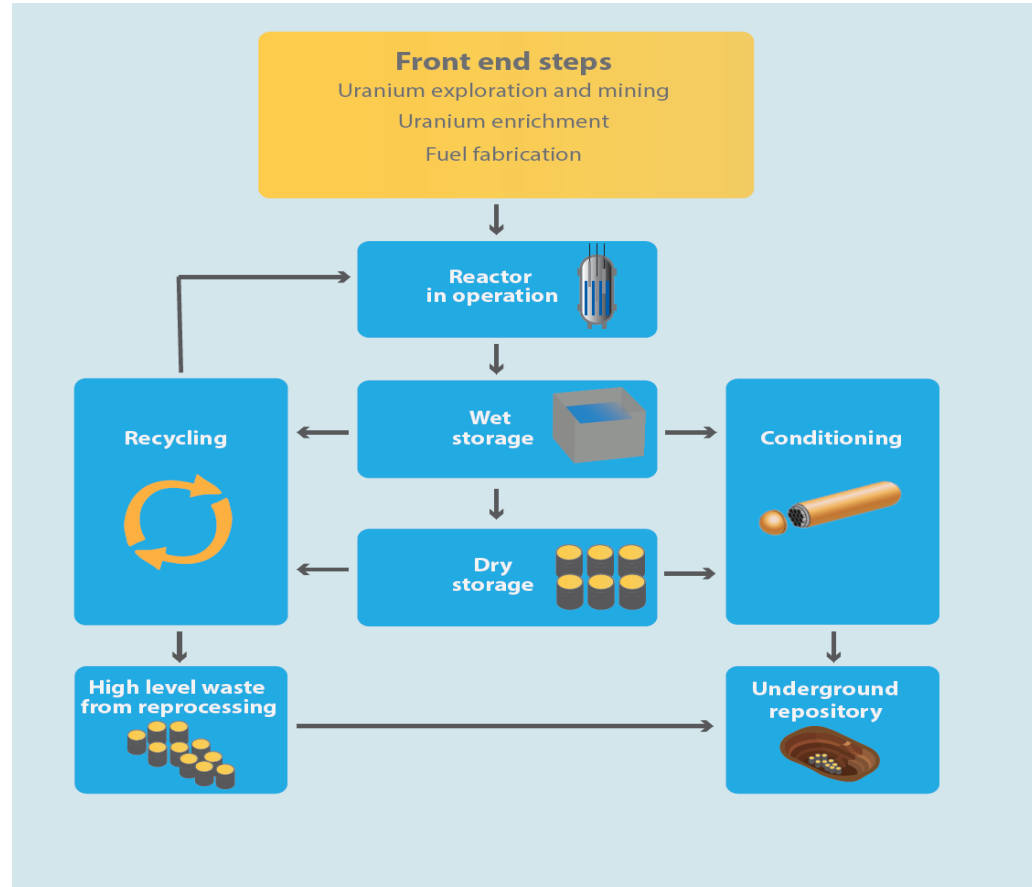 Front end steps
Uranium exploration and mining
Uranium enrichment
Fuel fabrication
Reactor
in operation
Recycling
Wet
storage
Conditioning
Dry
storage
High level waste
from reprocessing
Underground
repository